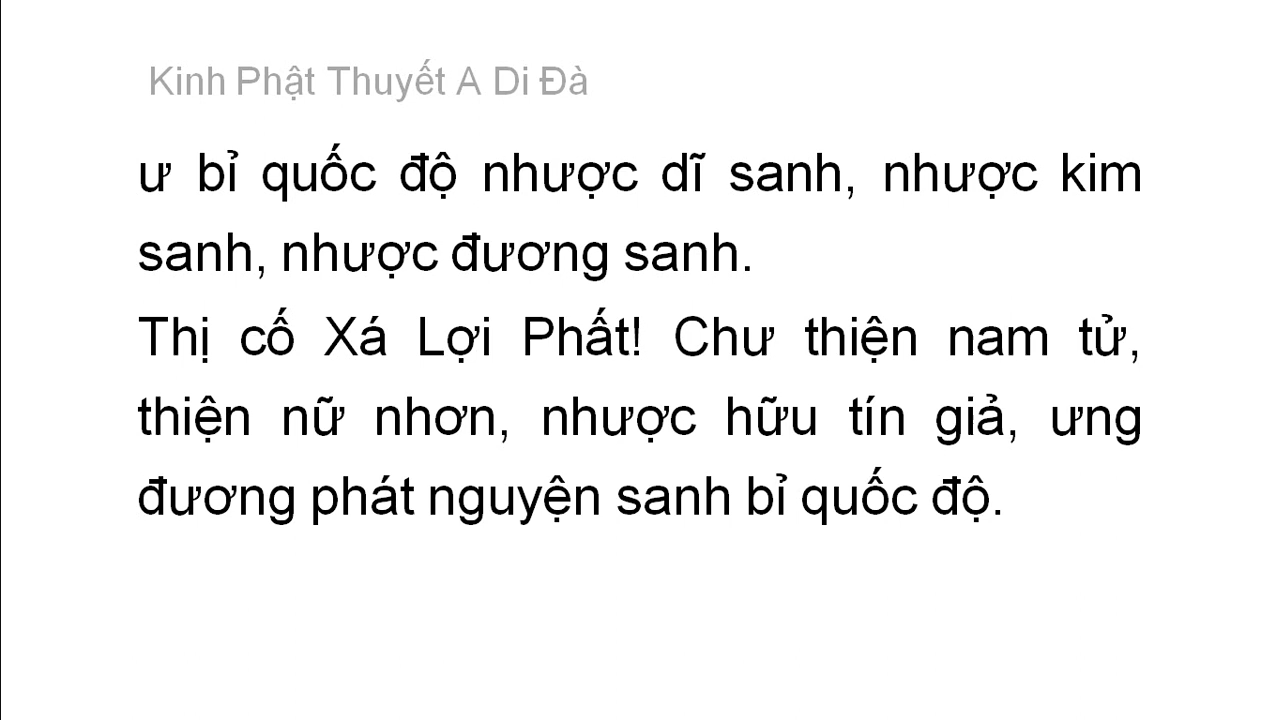 Kinh Phật Thuyết A Di Đà
ư bỉ quốc độ nhược dĩ sanh, nhược kim
sanh, nhược đương sanh.
Thị cố Xá Lợi Phất! Chư thiện nam tử,
thiện nữ nhơn, nhược hữu tín giả, ưng
đương phát nguyện sanh bỉ quốc độ.